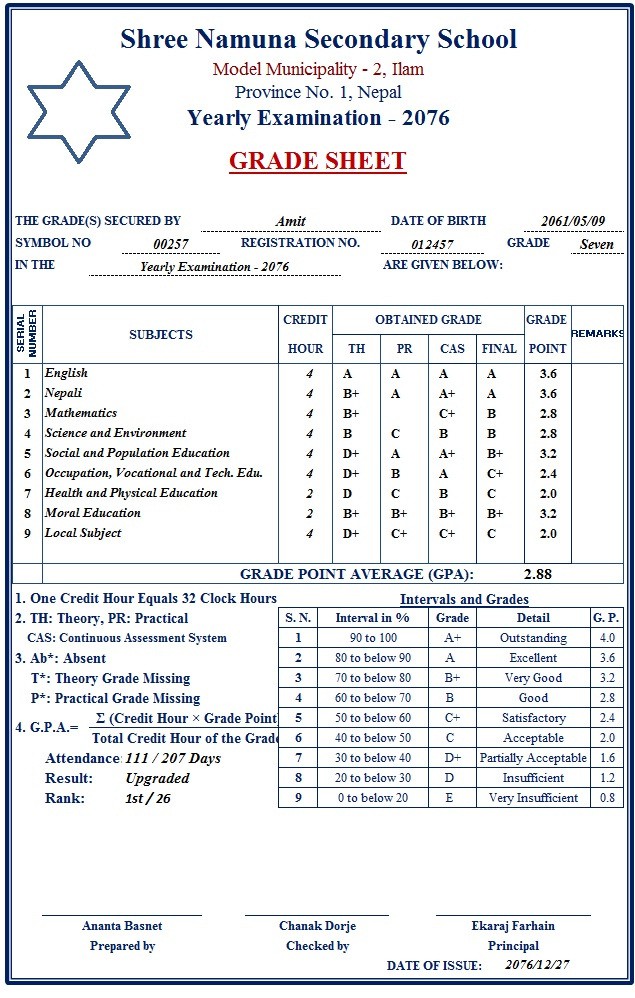 Shree Namuna Secondary School
Model Municipality - 2, Ilam
Province No. 1, Nepal
Yearly Examination - 2076
GRADE SHEET
THE GRADE(S) SECURED BY Amit DATE OF BIRTH 2061/05/09
SYMBOL NO 00257 REGISTRATION NO. 012457 GRADE Seven
IN THE Yearly Examination - 2076 ARE GIVEN BELOW:
SERIAL NUMBER SUBJECTS CREDIT HOUR OBTAINED GRADE GRADE POINT REMARKS
TH PR CAS FINAL
1 English 4 A A A A 3.6
2 Nepali 4 B+ A A+ A 3.6
3 Mathematics 4 B+ C+ B 2.8
4 Science and Environment 4 B C B B 2.8
5 Social and Population Education 4 D+ A A+ B+ 3.2
6 Occupation, Vocational and Tech. Edu. 4 D+ B A C+ 2.4
7 Health and Physical Education 2 D C B C 2.0
8 Moral Education 2 B+ B+ B+ B+ 3.2
9 Local Subject 4 D+ C+ C+ C 2.0
GRADE POINT AVERAGE (GPA): 2.88
1. One Credit Hour Equals 32 Clock Hours
2. TH: Theory, PR: Practical
CAS: Continuous Assessment System
3. Ab*: Absent
T*: Theory Grade Missing
P*: Practical Grade Missing
4. G.P.A.= Σ (Credit Hour × Grade Point
Total Credit Hour of the Grade
Attendance: 111 / 207 Days
Result: Upgraded
Rank: 1st / 26
Intervals and Grades
S. N. Interval in % Grade Detail G. P.
1 90 to 100 A+ Outstanding 4.0
2 80 to below 90 A Excellent 3.6
3 70 to below 80 B+ Very Good 3.2
4 60 to below 70 B Good 2.8
5 50 to below 60 C+ Satisfactory 2.4
6 40 to below 50 C Acceptable 2.0
7 30 to below 40 D+ Partially Acceptable 1.6
8 20 to below 30 D Insufficient 1.2
9 0 to below 20 E Very Insufficient 0.8
Ananta Basnet Chanak Dorje Ekaraj Farhain
Prepared by Checked by Principal
DATE OF ISSUE: 2076/12/27